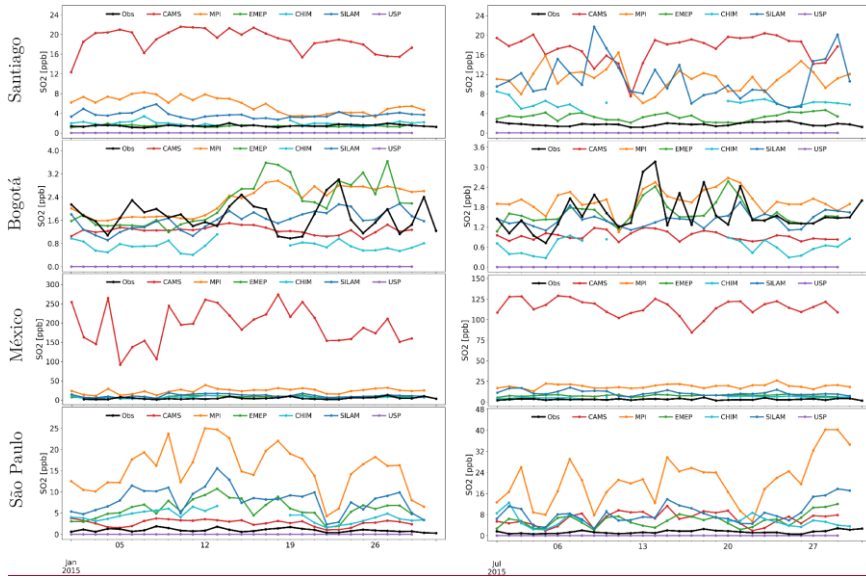 Obs CAMS MPI EMEP CHIM SILAM USP
Obs CAMS MPI EMEP CHIM SILAM USP
24
20
16
12
8
4
0
SO2 [ppb]
24
20
16
12
8
4
0
SO2 [ppb]
Santiago
Obs CAMS MPI EMEP CHIM SILAM USP
Obs CAMS MPI EMEP CHIM SILAM USP
4.0
3.2
2.4
1.6
0.8
0.0
SO2 [ppb]
3.6
3.0
2.4
1.8
1.2
0.6
0.0
SO2 [ppb]
Bogotá
Obs CAMS MPI EMEP CHIM SILAM USP
Obs CAMS MPI EMEP CHIM SILAM USP
300
250
200
150
100
50
0
SO2 [ppb]
150
125
100
75
50
25
0
SO2 [ppb]
México
Obs CAMS MPI EMEP CHIM SILAM USP
Obs CAMS MPI EMEP CHIM SILAM USP
25
20
15
10
5
0
SO2 [ppb]
48
40
32
24
16
8
0
SO2 [ppb]
São Paulo
05 12 19 26
06 13 20 27
Jan
2015
Jul
2015